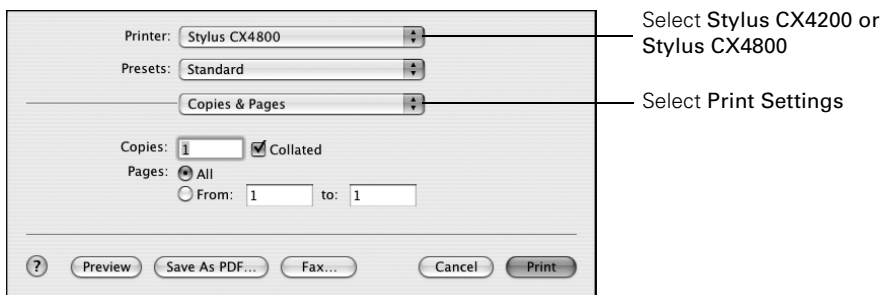 Printer: Stylus CX4800
Select Stylus CX4200 or
Stylus CX4800
Presets: Standard
Copies & Pages
Select Print Settings
Copies: 1 Collated
Pages: All
From: 1 to: 1
? Preview Save As PDF... Fax... Cancel Print